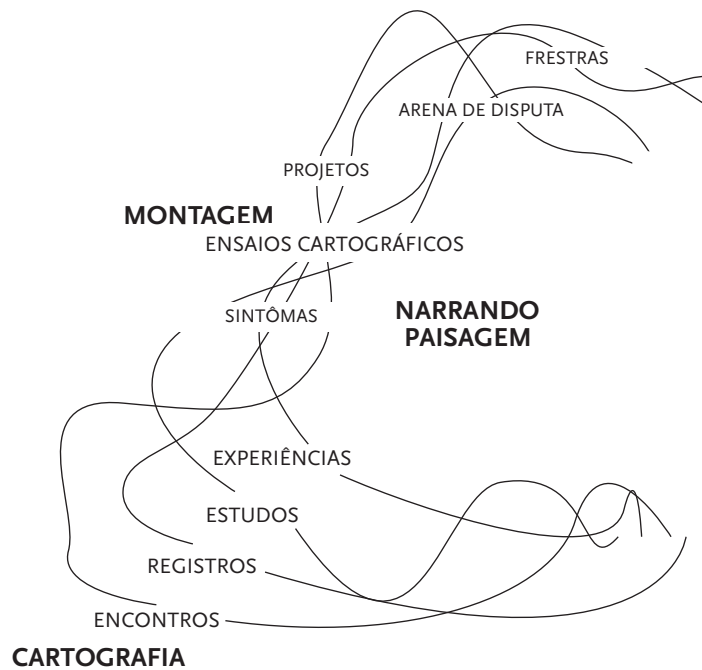 FRESTRAS
ARENA DE DISPUTA
PROJETOS
MONTAGEM
ENSAIOS CARTOGRÁFICOS
NARRANDO
PAISAGEM
SINTÔMAS
EXPERIÊNCIAS
ESTUDOS
REGISTROS
ENCONTROS
CARTOGRAFIA